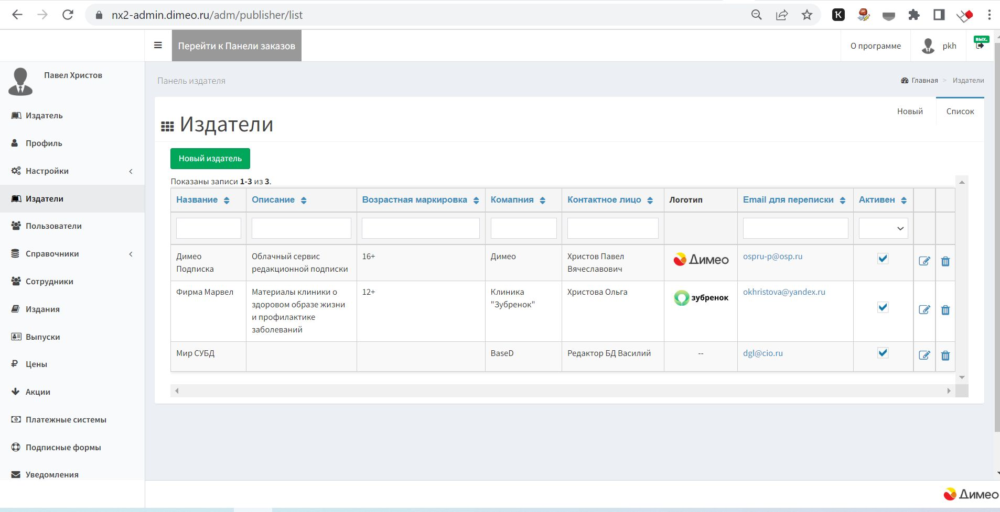 nx2-admin.dimeo.ru/adm/publisher/list
K
Перейти к Панели заказов
О программе
pkh
вых.
Павел Христов
Панель издателя
Главная > Издатели
Новый
Список
Издатели
Новый издатель
Показаны записи 1-3 из 3.
Название Описание Возрастная маркировка Комапния Контактное лицо Логотип Email для переписки Активен
Димео Облачный сервис 16+ Димео Христов Павел Димео ospru-p@osp.ru
Подписка редакционной подписки Вячеславович
Фирма Марвел Материалы клиники о 12+ Клиника Христова Ольга зубренок okhristova@yandex.ru
здоровом образе жизни "Зубренок"
и профилактике
заболеваний
Мир СУБД BaseD Редактор БД Василий -- dgl@cio.ru
Издатель
Профиль
Настройки
Издатели
Пользователи
Справочники
Сотрудники
Издания
Выпуски
Цены
Акции
Платежные системы
Подписные формы
Уведомления
Димео